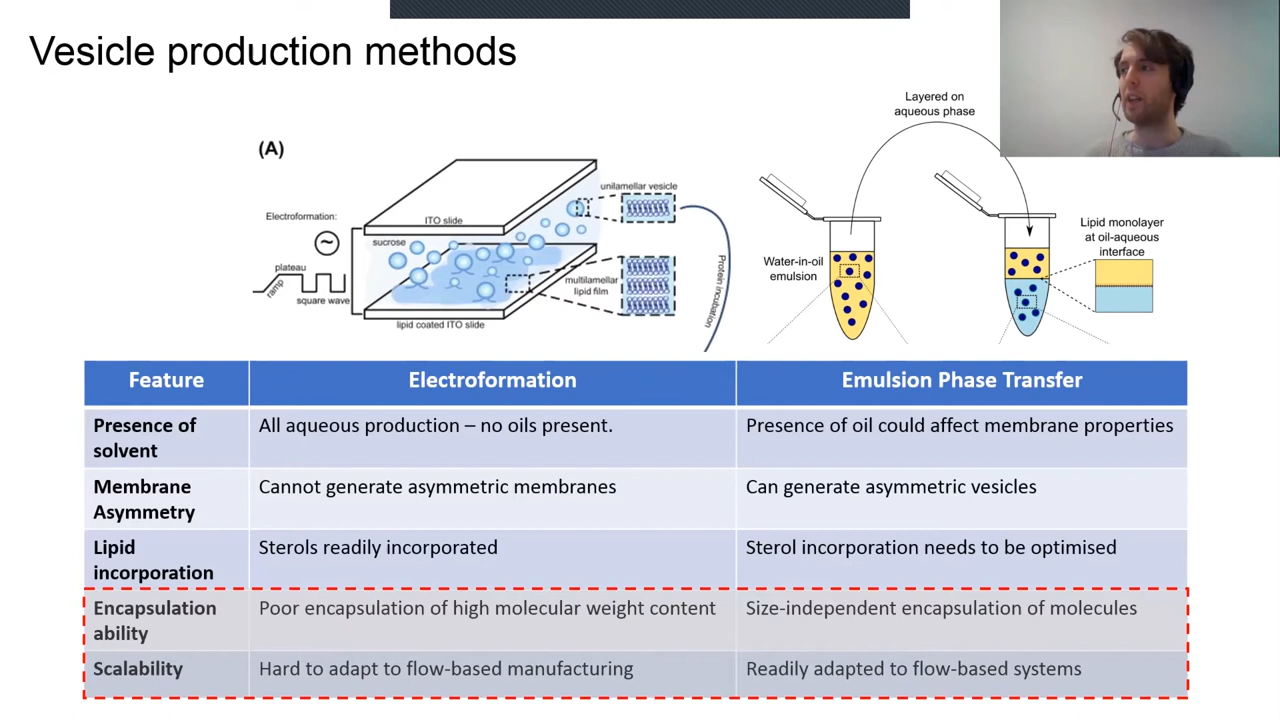 Vesicle production methods
(A)
Electroformation:
plateau
ramp
square wave
ITO slide
sucrose
lipid coated ITO slide
unilamellar vesicle
multilamellar
lipid film
Protein incubation
Layered on
aqueous phase
Water-in-oil
emulsion
Lipid monolayer
at oil-aqueous
interface
Feature
Electroformation
Emulsion Phase Transfer
Presence of
solvent
All aqueous production – no oils present.
Presence of oil could affect membrane properties
Membrane
Asymmetry
Cannot generate asymmetric membranes
Can generate asymmetric vesicles
Lipid
incorporation
Sterols readily incorporated
Sterol incorporation needs to be optimised
Encapsulation
ability
Poor encapsulation of high molecular weight content
Size-independent encapsulation of molecules
Scalability
Hard to adapt to flow-based manufacturing
Readily adapted to flow-based systems